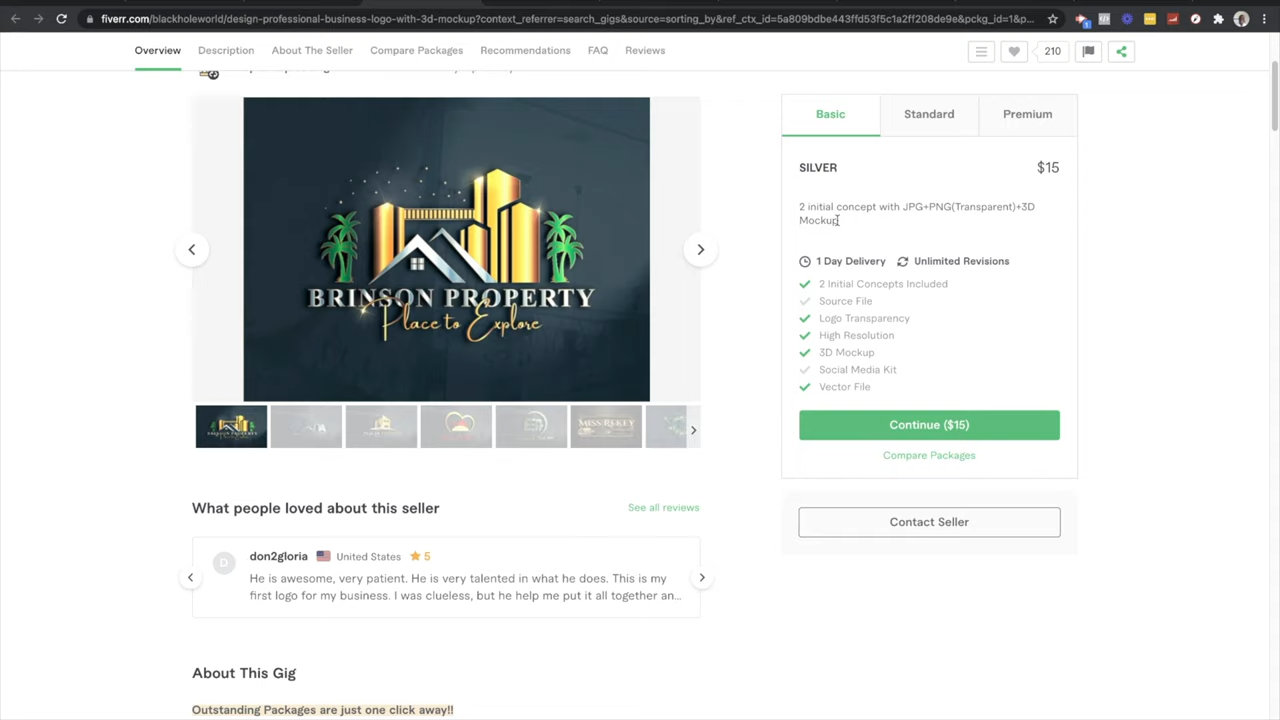 fiverr.com/blackholeworld/design-professional-business-logo-with-3d-mockup?context_referrer=search_gigs&source=sorting_by&ref_ctx_id=5a809bdbe443ffd53f5c1a2ff208de9e&pckg_id=1&p...
Overview Description About The Seller Compare Packages Recommendations FAQ Reviews
210
BRINSON PROPERTY
Place to Explore
Basic Standard Premium
SILVER $15
2 initial concept with JPG+PNG(Transparent)+3D
Mockup
1 Day Delivery Unlimited Revisions
2 Initial Concepts Included
Source File
Logo Transparency
High Resolution
3D Mockup
Social Media Kit
Vector File
Continue ($15)
Compare Packages
Contact Seller
MISS REKEY
What people loved about this seller See all reviews
D don2gloria United States 5
He is awesome, very patient. He is very talented in what he does. This is my
first logo for my business. I was clueless, but he help me put it all together an...
About This Gig
Outstanding Packages are just one click away!!